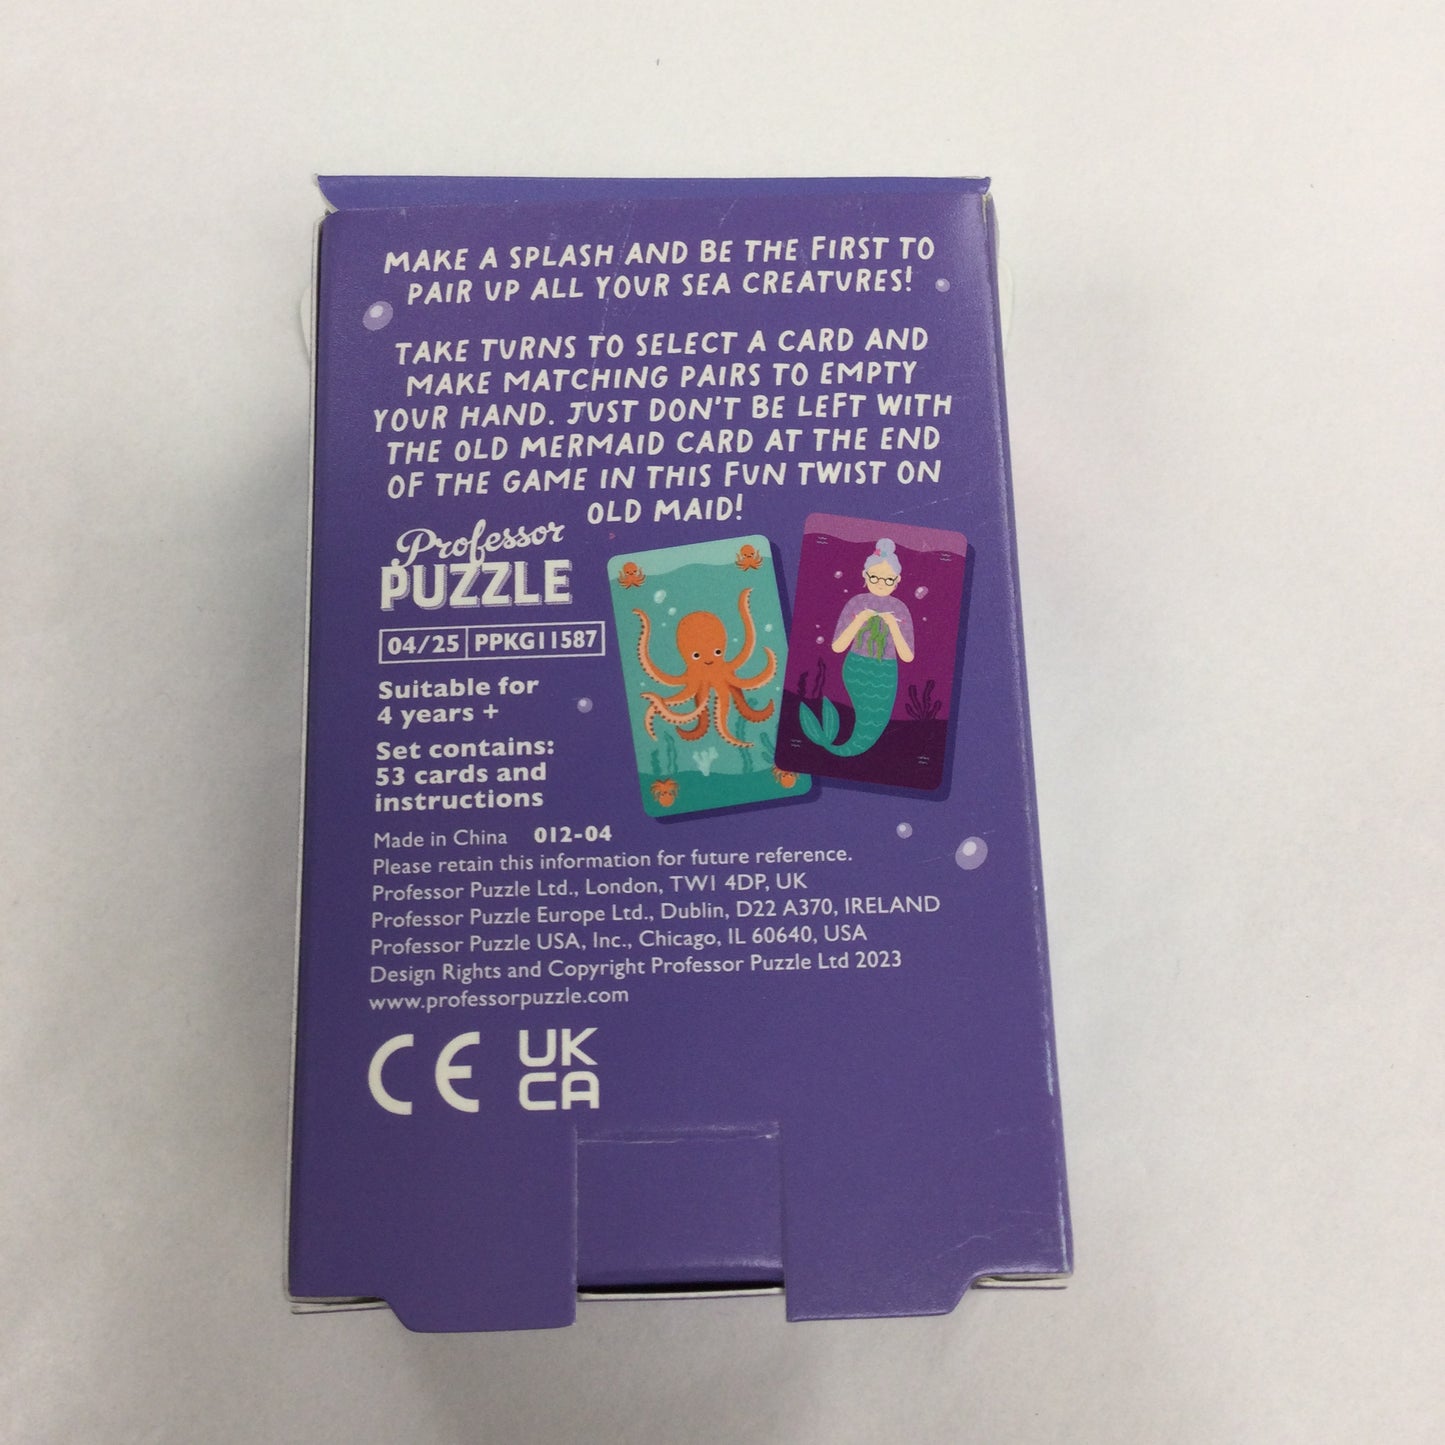 MAKE A SPLASH AND BE THE FIRST TO
PAIR UP ALL YOUR SEA CREATURES!
TAKE TURNS TO SELECT A CARD AND
MAKE MATCHING PAIRS TO EMPTY
YOUR HAND. JUST DON'T BE LEFT WITH
THE OLD MERMAID CARD AT THE END
OF THE GAME IN THIS FUN TWIST ON
OLD MAID!
Professor
PUZZLE
04/25 PPKG11587
Suitable for
4 years +
Set contains:
53 cards and
instructions
Made in China 012-04
Please retain this information for future reference.
Professor Puzzle Ltd., London, TW1 4DP, UK
Professor Puzzle Europe Ltd., Dublin, D22 A370, IRELAND
Professor Puzzle USA, Inc., Chicago, IL 60640, USA
Design Rights and Copyright Professor Puzzle Ltd 2023
www.professorpuzzle.com
CE UK
CA